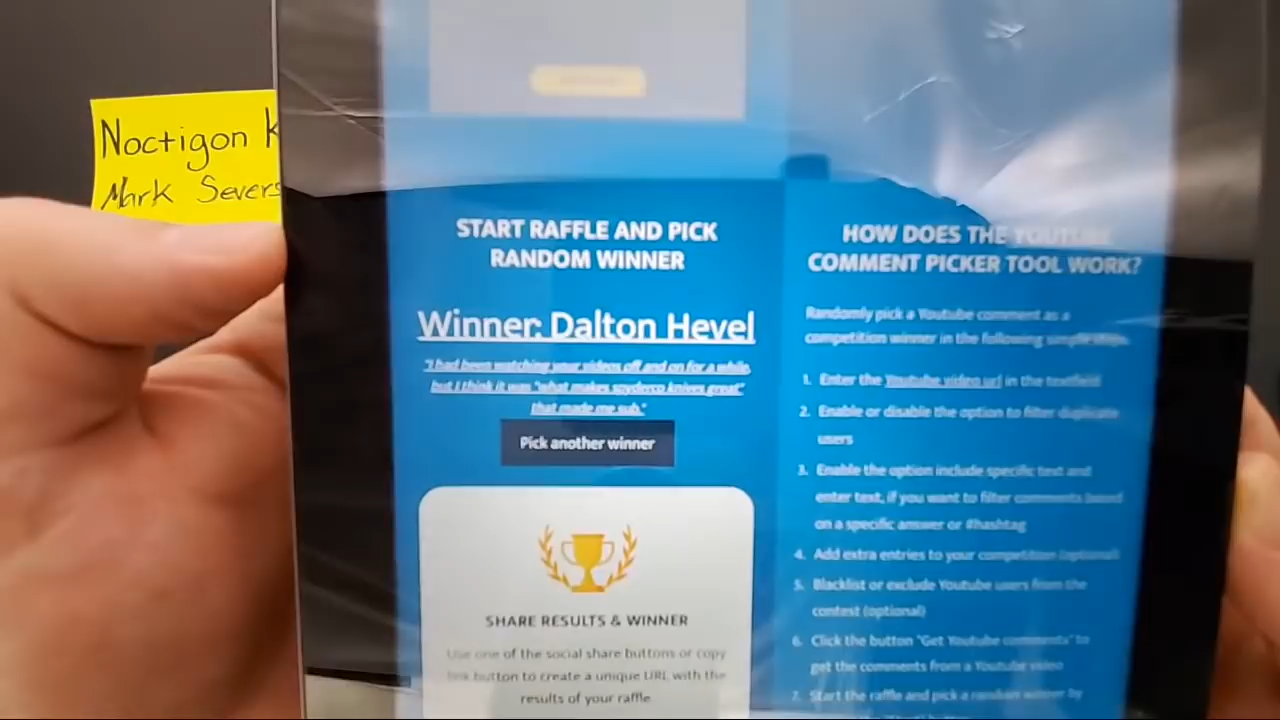 Noctigon K
Mark Severs
START RAFFLE AND PICK
RANDOM WINNER
Winner: Dalton Hevel
"I had been watching your videos off and on for a while,
but I think it was "what makes spyderco knives great"
that made me sub."
Pick another winner
SHARE RESULTS & WINNER
Use one of the social share buttons or copy
link button to create a unique URL with the
results of your raffle
HOW DOES THE YOUTUBE
COMMENT PICKER TOOL WORK?
Randomly pick a Youtube comment as a
competition winner in the following simple steps.
1. Enter the Youtube video url in the textfield
2. Enable or disable the option to filter duplicate
users
3. Enable the option include specific text and
enter text, if you want to filter comments based
on a specific answer or #hashtag
4. Add extra entries to your competition (optional)
5. Blacklist or exclude Youtube users from the
contest (optional)
6. Click the button "Get Youtube comments" to
get the comments from a Youtube video
7. Start the raffle and pick a random winner by